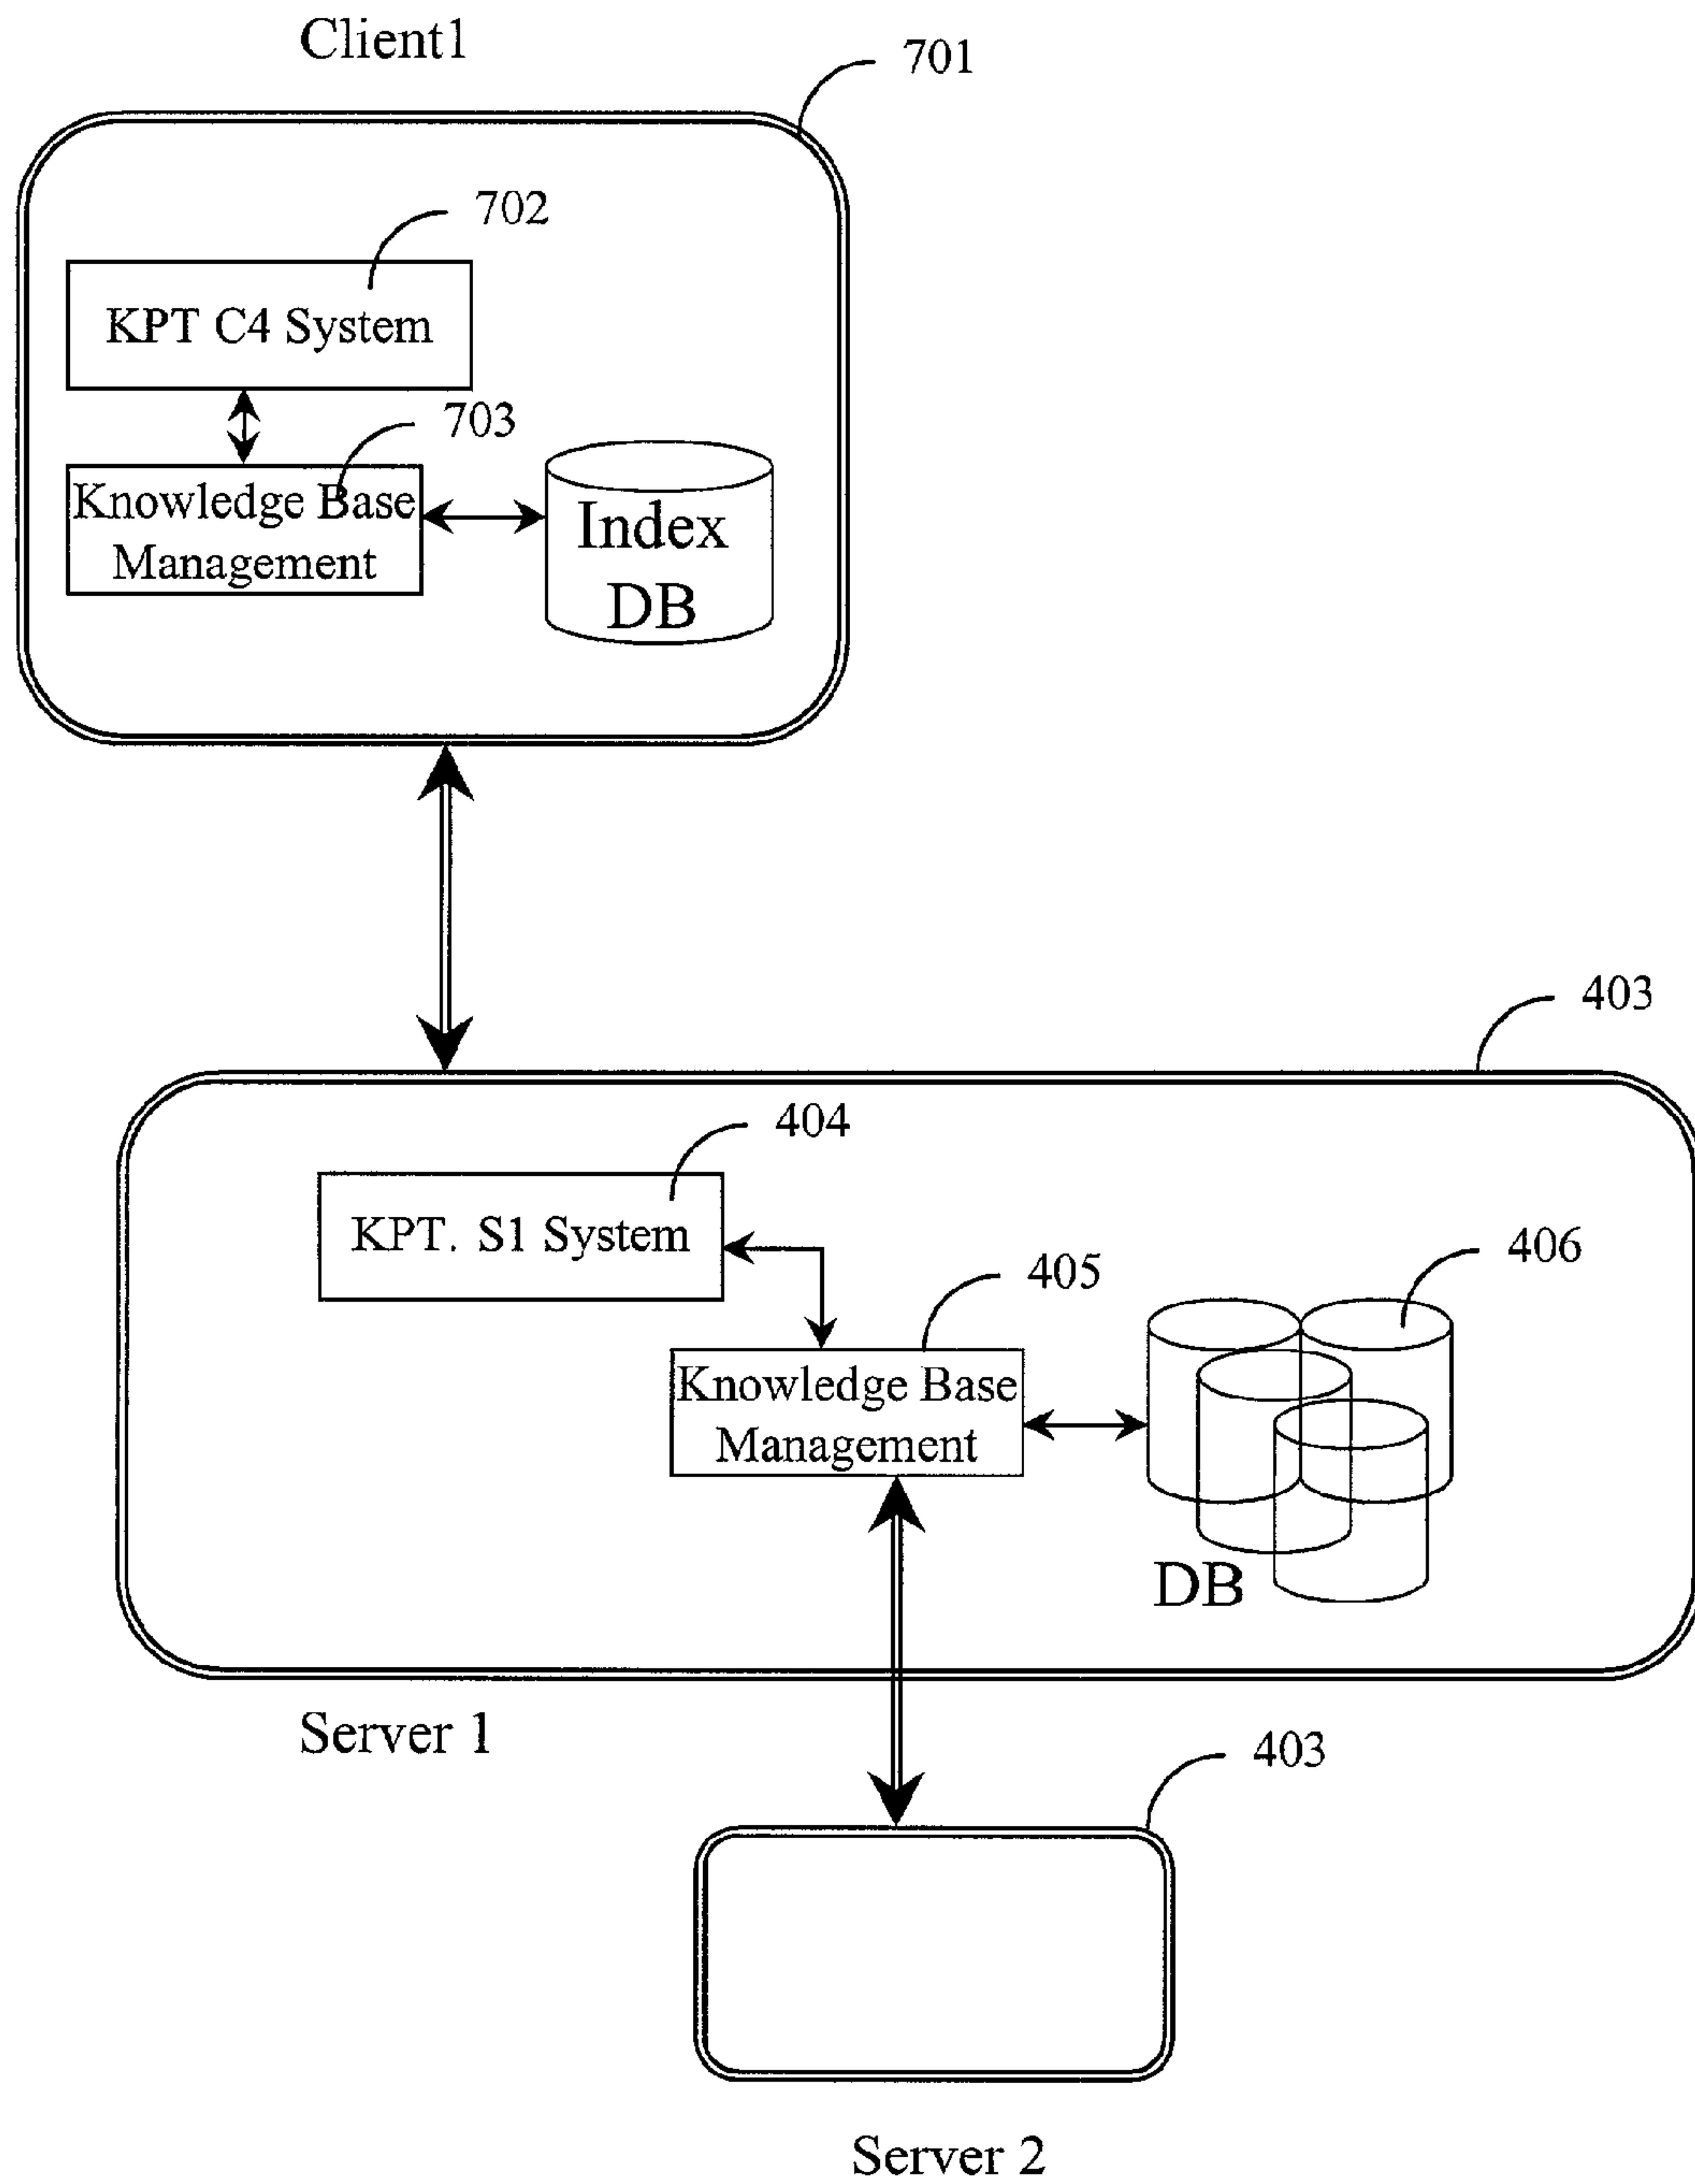 Client1
701
702
KPT C4 System
703
Knowledge Base
Management
Index
DB
403
404
KPT. S1 System
405
406
Knowledge Base
Management
DB
Server 1
403
Server 2